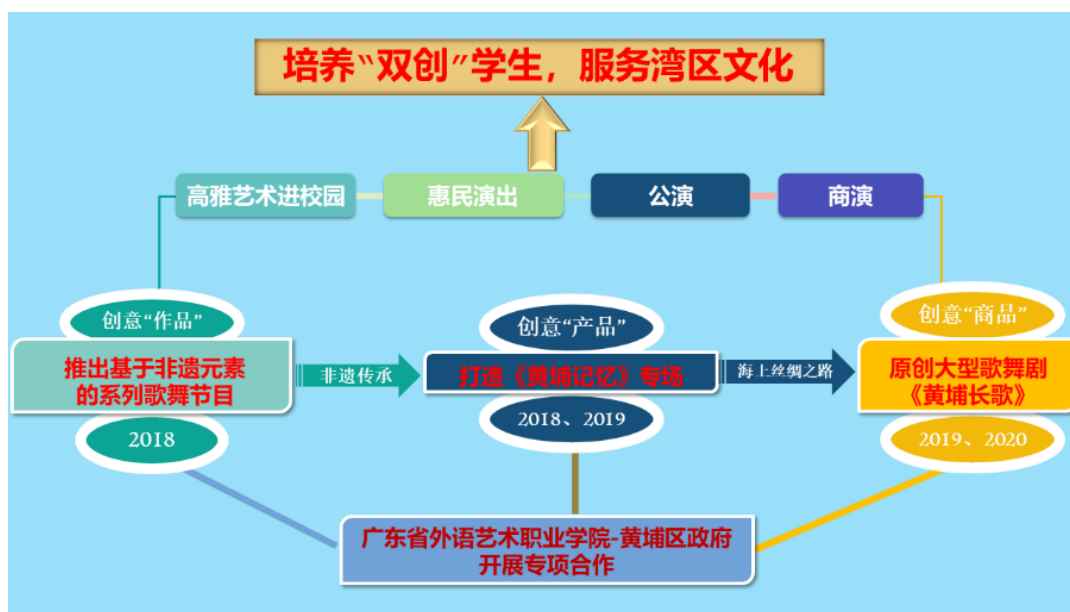 培养“双创”学生，服务湾区文化
高雅艺术进校园
惠民演出
公演
商演
创意“作品”
推出基于非遗元素
的系列歌舞节目
2018
非遗传承
创意“产品”
打造《黄埔记忆》专场
2018、2019
海上丝绸之路
创意“商品”
原创大型歌舞剧
《黄埔长歌》
2019、2020
广东省外语艺术职业学院-黄埔区政府
开展专项合作